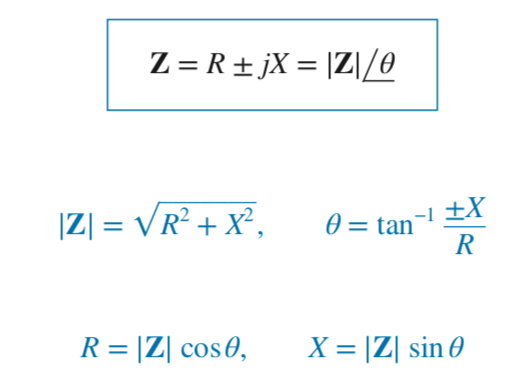 Z = R ± jX = |Z|/θ
|Z| = √R² + X², θ = tan⁻¹ ±X/R
R = |Z| cos θ, X = |Z| sin θ